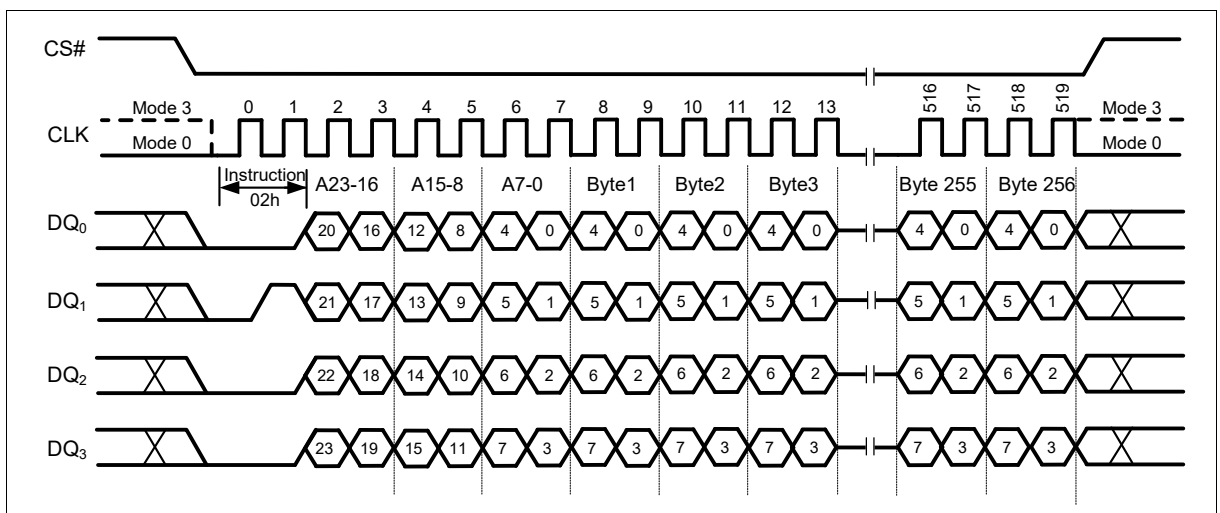 CS#
Mode 3 0 1 2 3 4 5 6 7 8 9 10 11 12 13 516 517 518 519 Mode 3
CLK
Mode 0 Mode 0
Instruction A23-16 A15-8 A7-0 Byte1 Byte2 Byte3 Byte 255 Byte 256
02h
DQ0 20 16 12 8 4 0 4 0 4 0 4 0 4 0 4 0
DQ1 21 17 13 9 5 1 5 1 5 1 5 1 5 1 5 1
DQ2 22 18 14 10 6 2 6 2 6 2 6 2 6 2 6 2
DQ3 23 19 15 11 7 3 7 3 7 3 7 3 7 3 7 3